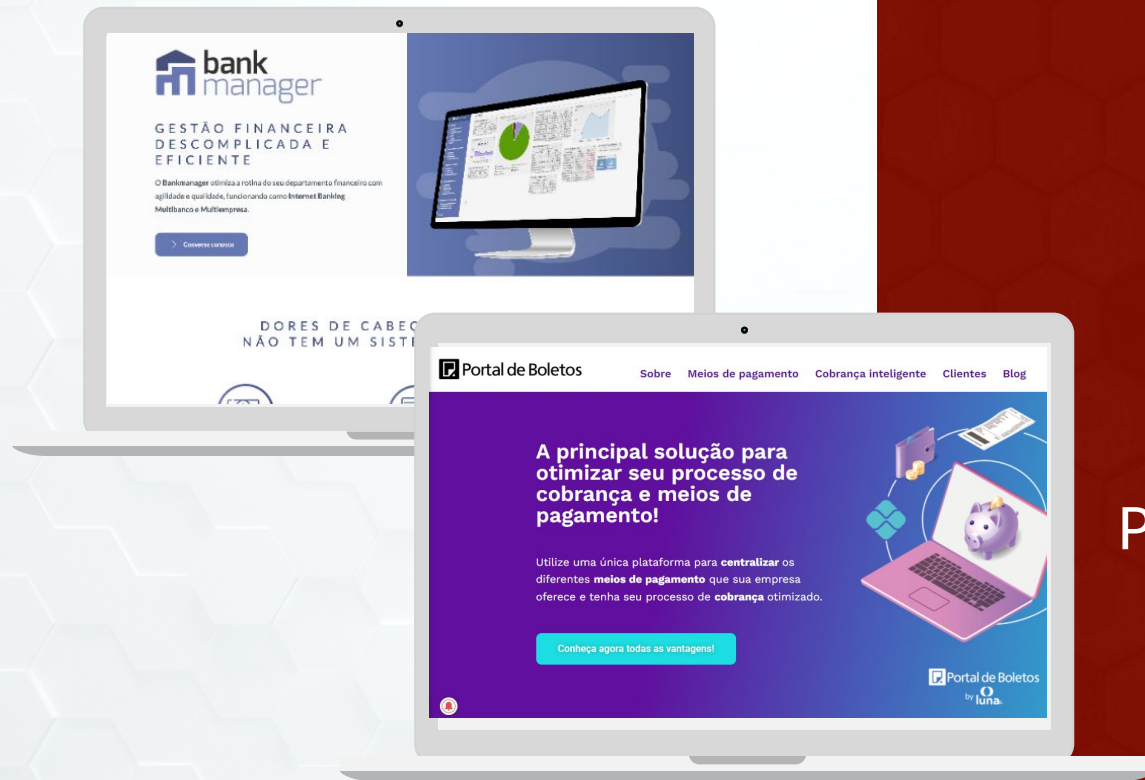 bank
manager
GESTÃO FINANCEIRA
DESCOMPLICADA E
EFICIENTE
O Bankmanager otimiza a rotina do seu departamento financeiro com
agilidade e qualidade, funcionando como Internet Banking
Multibanco e Multiempresa.
Converse conosco
DORES DE CABEÇ
NÃO TEM UM SISTE
Portal de Boletos
Sobre Meios de pagamento Cobrança inteligente Clientes Blog
A principal solução para
otimizar seu processo de
cobrança e meios de
pagamento!
Utilize uma única plataforma para centralizar os
diferentes meios de pagamento que sua empresa
oferece e tenha seu processo de cobrança otimizado.
Conheça agora todas as vantagens!
Portal de Boletos
by luna
P